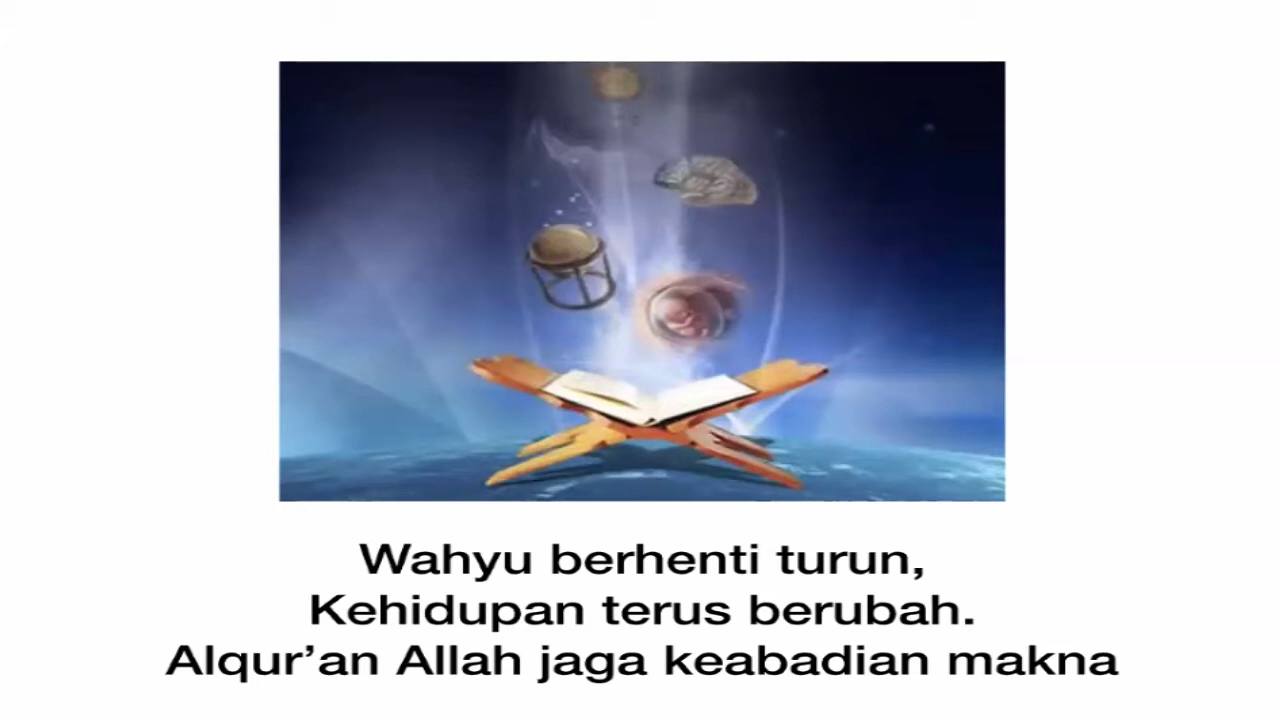 Wahyu berhenti turun,
Kehidupan terus berubah.
Alqur’an Allah jaga keabadian makna